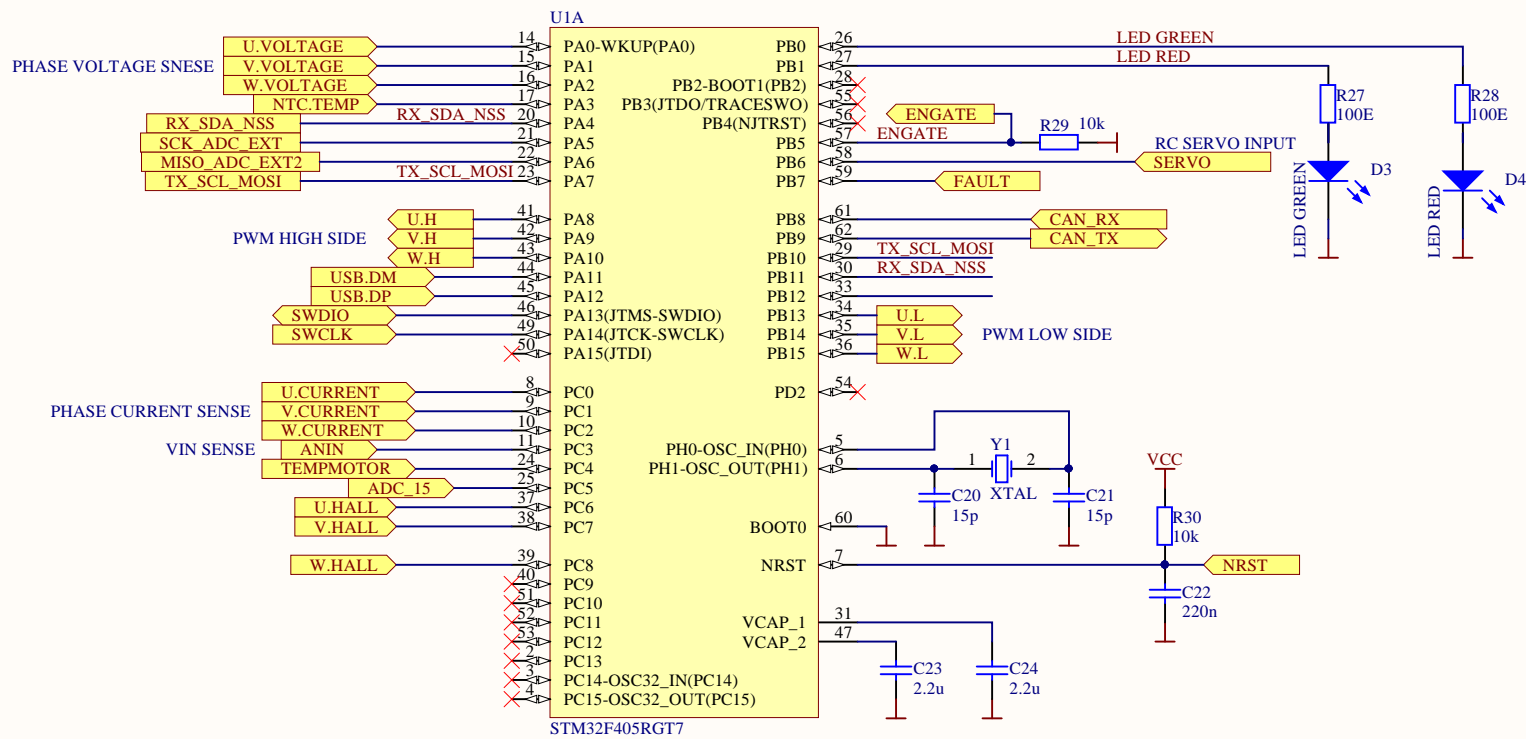 U1A
U.VOLTAGE 14 PA0-WKUP(PA0) PB0 26 LED GREEN
PHASE VOLTAGE SNESE V.VOLTAGE 15 PA1 PB1 27 LED RED
W.VOLTAGE 16 PA2 PB2-BOOT1(PB2) 28
NTC.TEMP 17 PA3 PB3(JTDO/TRACESWO) 55
RX_SDA_NSS RX_SDA_NSS 20 PA4 PB4(NJTRST) 56 ENGATE
SCK_ADC_EXT 21 PA5 PB5 57 ENGATE R29 10k
MISO_ADC_EXT2 22 PA6 PB6 58 SERVO RC SERVO INPUT
TX_SCL_MOSI TX_SCL_MOSI 23 PA7 PB7 59 FAULT
R27
100E
R28
100E
D3
LED GREEN
D4
LED RED
U.H 41 PA8 PB8 61 CAN_RX
PWM HIGH SIDE V.H 42 PA9 PB9 62 CAN_TX
W.H 43 PA10 PB10 29 TX_SCL_MOSI
USB.DM 44 PA11 PB11 30 RX_SDA_NSS
USB.DP 45 PA12 PB12 33
SWDIO 46 PA13(JTMS-SWDIO) PB13 34 U.L
SWCLK 49 PA14(JTCK-SWCLK) PB14 35 V.L PWM LOW SIDE
50 PA15(JTDI) PB15 36 W.L
U.CURRENT 8 PC0 PD2 54
PHASE CURRENT SENSE V.CURRENT 9 PC1
W.CURRENT 10 PC2
VIN SENSE ANIN 11 PC3 PH0-OSC_IN(PH0) 5
TEMPMOTOR 24 PC4 PH1-OSC_OUT(PH1) 6
Y1
1 2
XTAL
C20
15p
C21
15p
ADC_15 25 PC5
U.HALL 37 PC6
V.HALL 38 PC7 BOOT0 60
VCC
R30
10k
W.HALL 39 PC8 NRST 7 NRST
40 PC9
C22
220n
51 PC10
52 PC11 VCAP_1 31
53 PC12 VCAP_2 47
2 PC13
3 PC14-OSC32_IN(PC14)
4 PC15-OSC32_OUT(PC15)
C23
2.2u
C24
2.2u
STM32F405RGT7